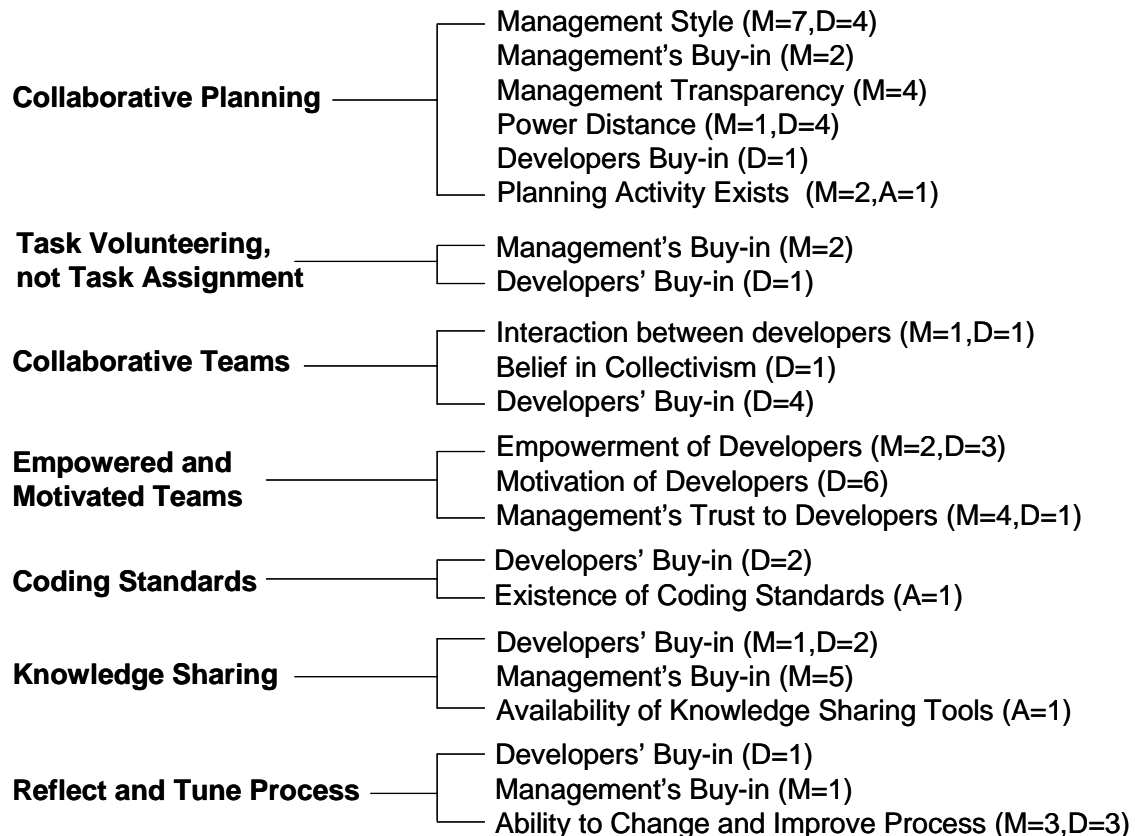 Collaborative Planning
Management Style (M=7,D=4)
Management's Buy-in (M=2)
Management Transparency (M=4)
Power Distance (M=1,D=4)
Developers Buy-in (D=1)
Planning Activity Exists (M=2,A=1)
Task Volunteering,
not Task Assignment
Management's Buy-in (M=2)
Developers' Buy-in (D=1)
Collaborative Teams
Interaction between developers (M=1,D=1)
Belief in Collectivism (D=1)
Developers' Buy-in (D=4)
Empowered and
Motivated Teams
Empowerment of Developers (M=2,D=3)
Motivation of Developers (D=6)
Management's Trust to Developers (M=4,D=1)
Coding Standards
Developers' Buy-in (D=2)
Existence of Coding Standards (A=1)
Knowledge Sharing
Developers' Buy-in (M=1,D=2)
Management's Buy-in (M=5)
Availability of Knowledge Sharing Tools (A=1)
Reflect and Tune Process
Developers' Buy-in (D=1)
Management's Buy-in (M=1)
Ability to Change and Improve Process (M=3,D=3)